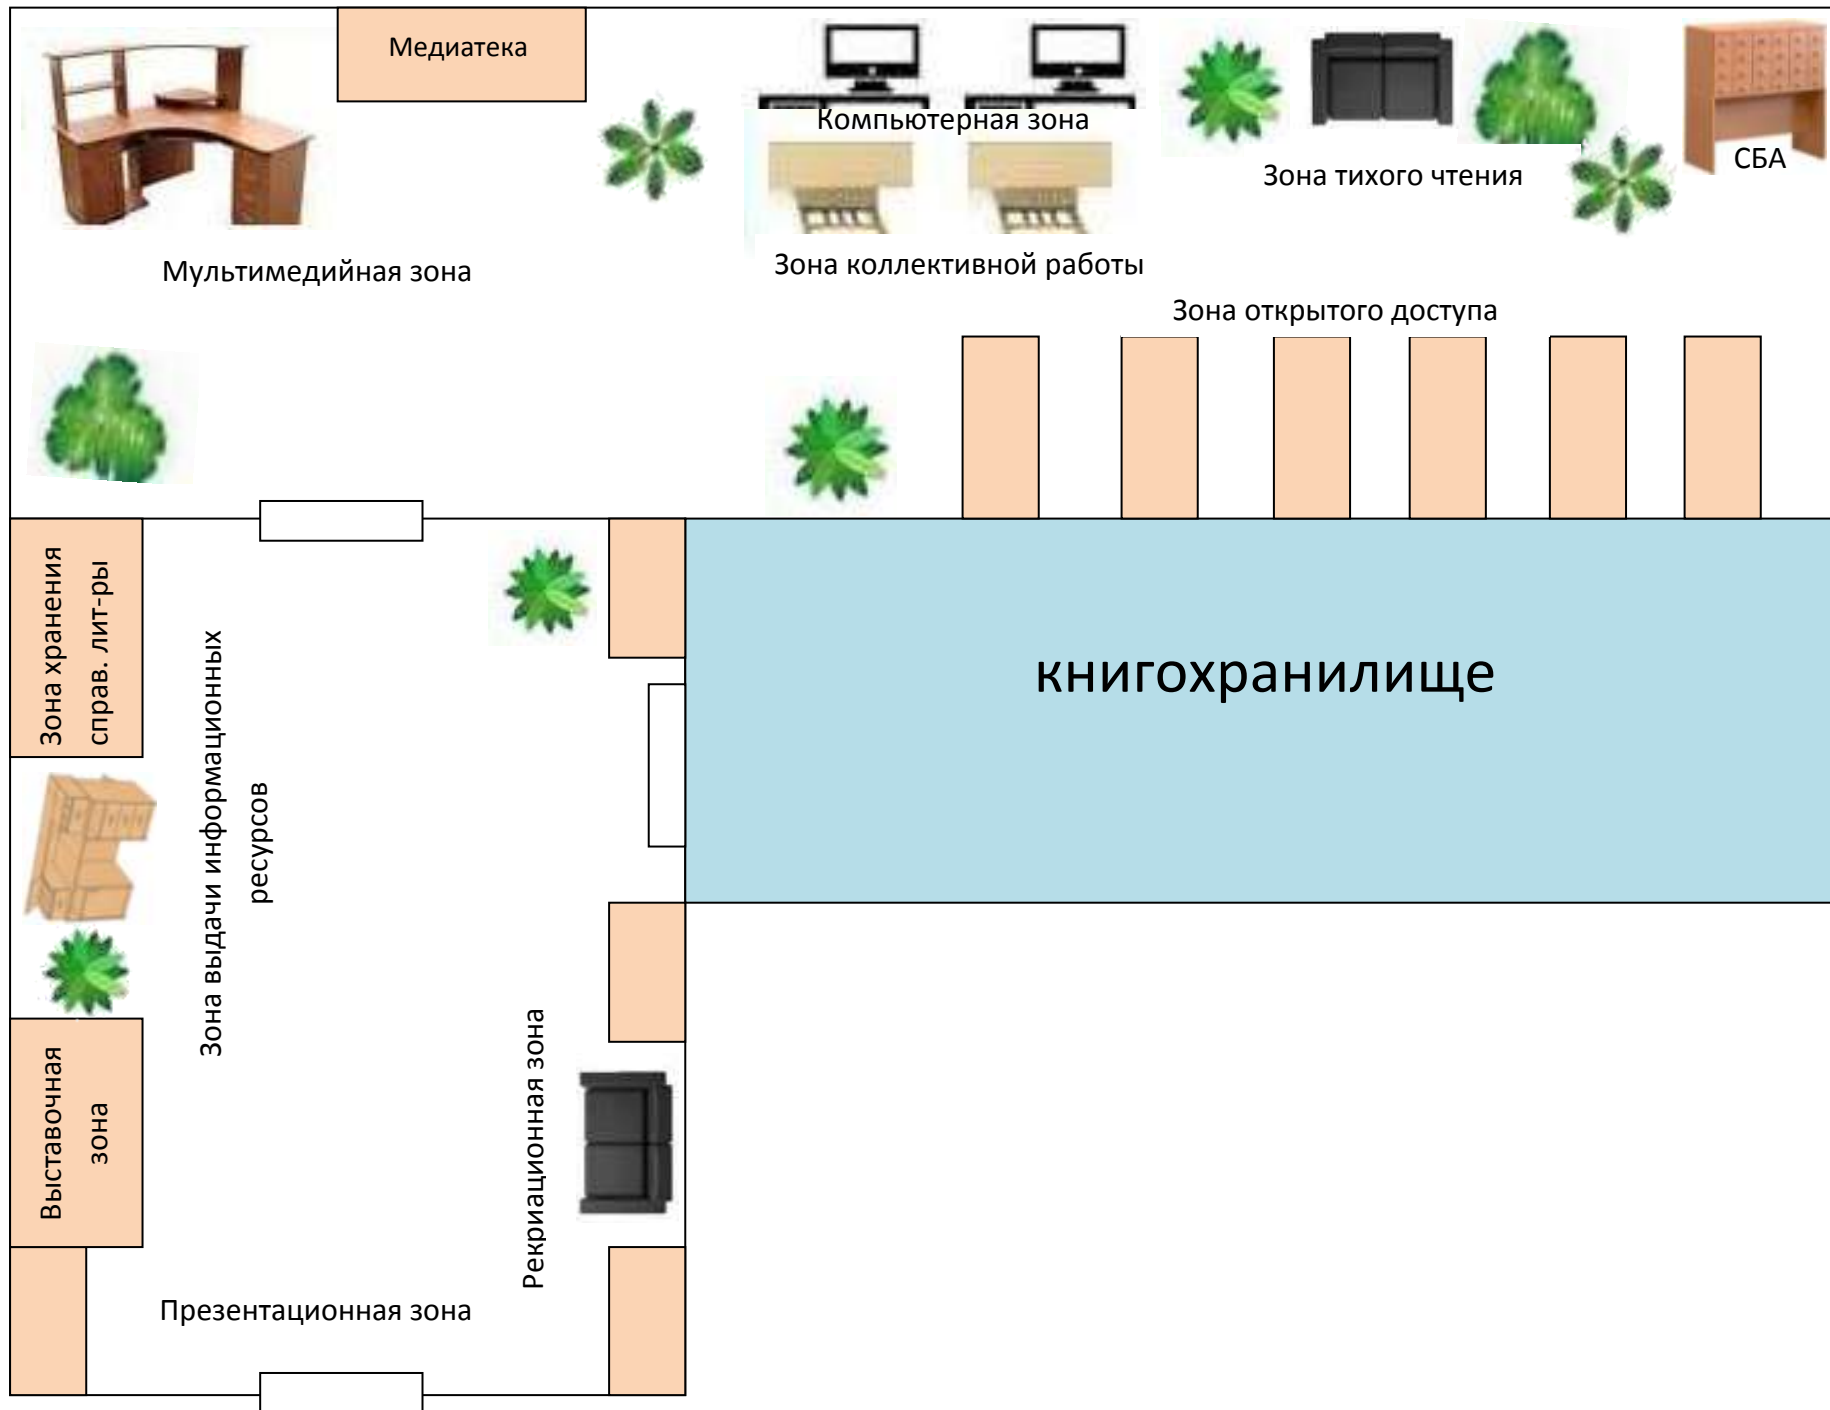 Медиатека
Компьютерная зона
Зона тихого чтения
СБА
Мультимедийная зона
Зона коллективной работы
Зона открытого доступа
Зона хранения
справ. лит-ры
Зона выдачи информационных
ресурсов
книгохранилище
Выставочная
зона
Рекриационная зона
Презентационная зона